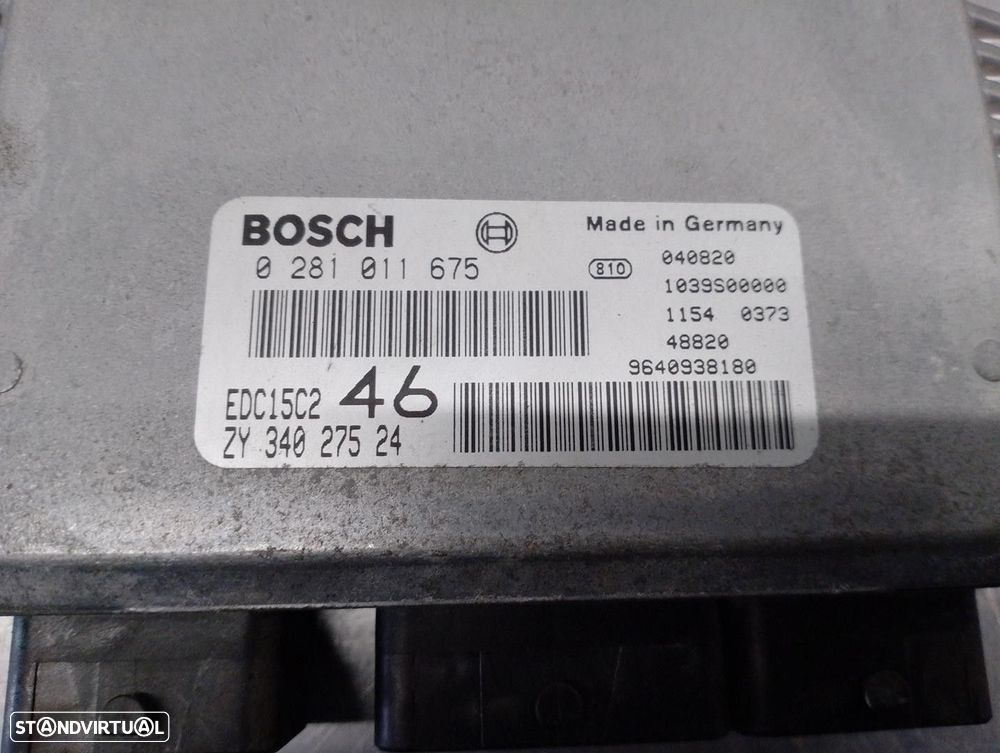 BOSCH
Made in Germany
0 281 011 675
810
040820
1039S00000
1154 0373
48820
9640938180
EDC15C2 46
ZY 340 275 24
STANDVIRTUAL